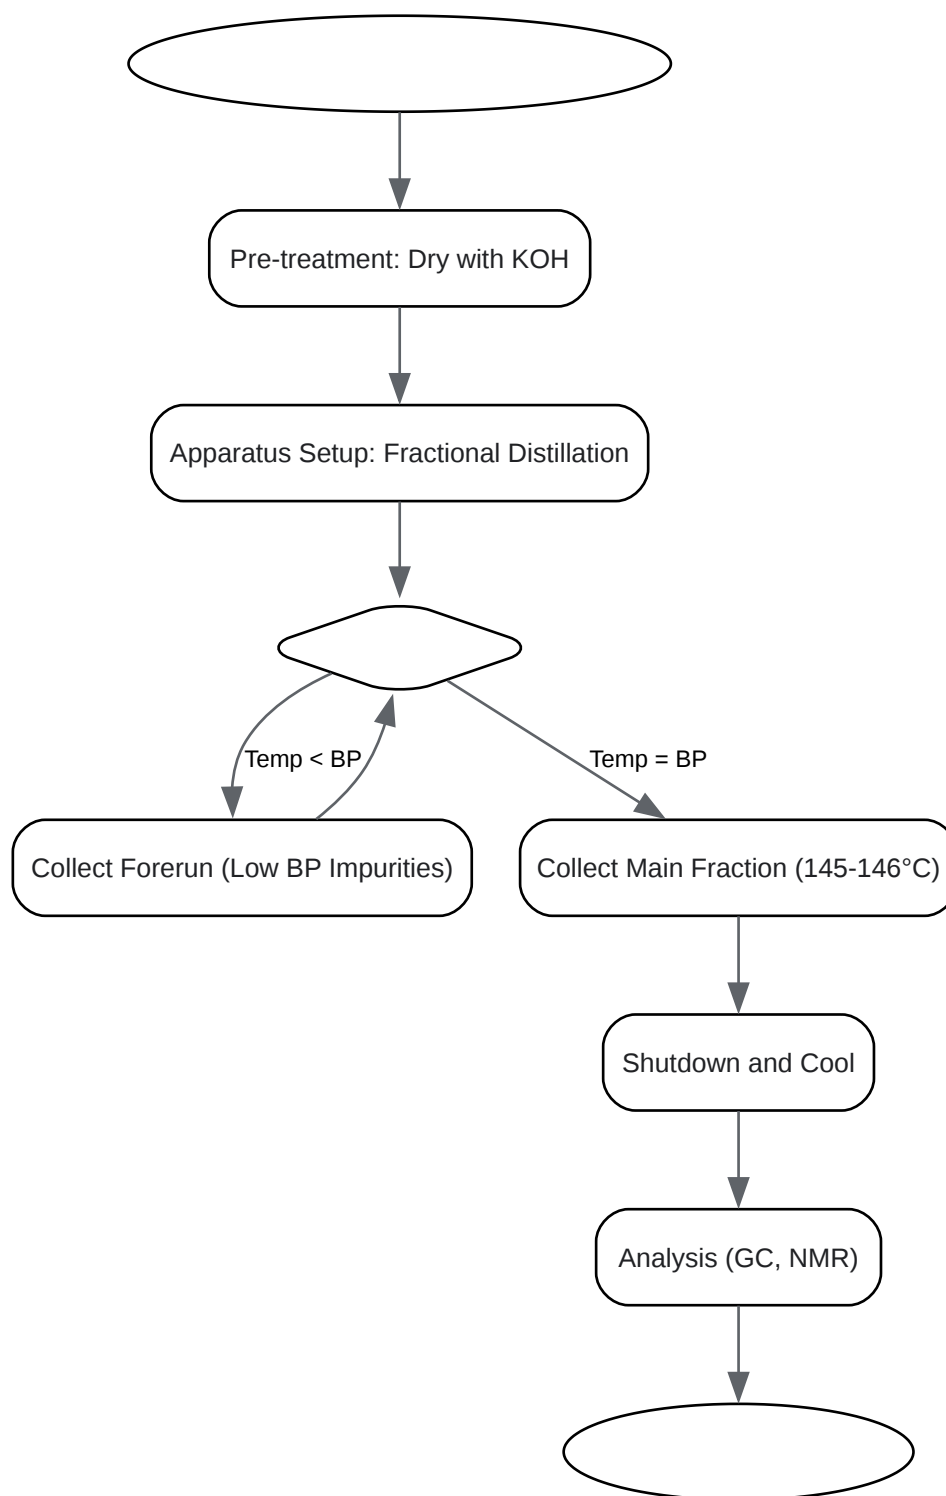 Pre-treatment: Dry with KOH
Apparatus Setup: Fractional Distillation
Temp < BP
Temp = BP
Collect Forerun (Low BP Impurities)
Collect Main Fraction (145-146°C)
Shutdown and Cool
Analysis (GC, NMR)